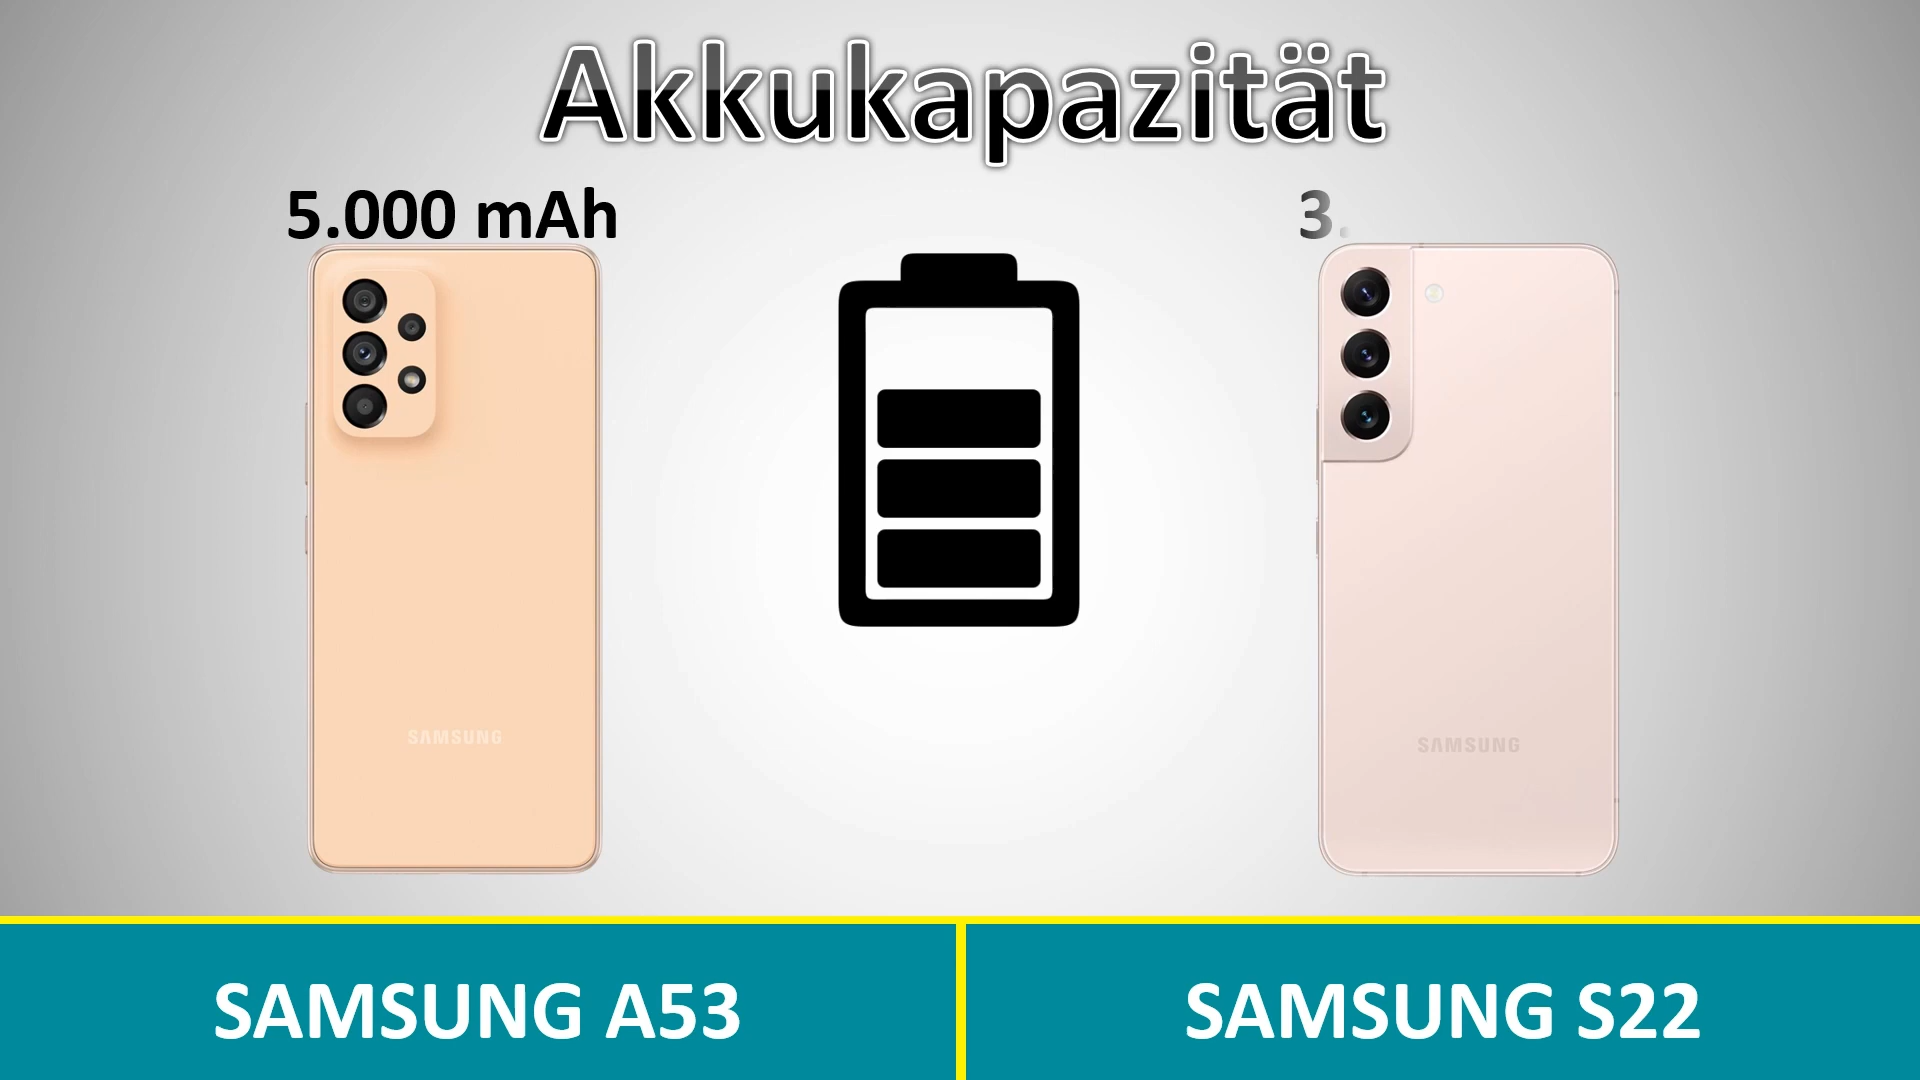 Akkukapazität
5.000 mAh
3.
SAMSUNG
SAMSUNG
SAMSUNG A53
SAMSUNG S22